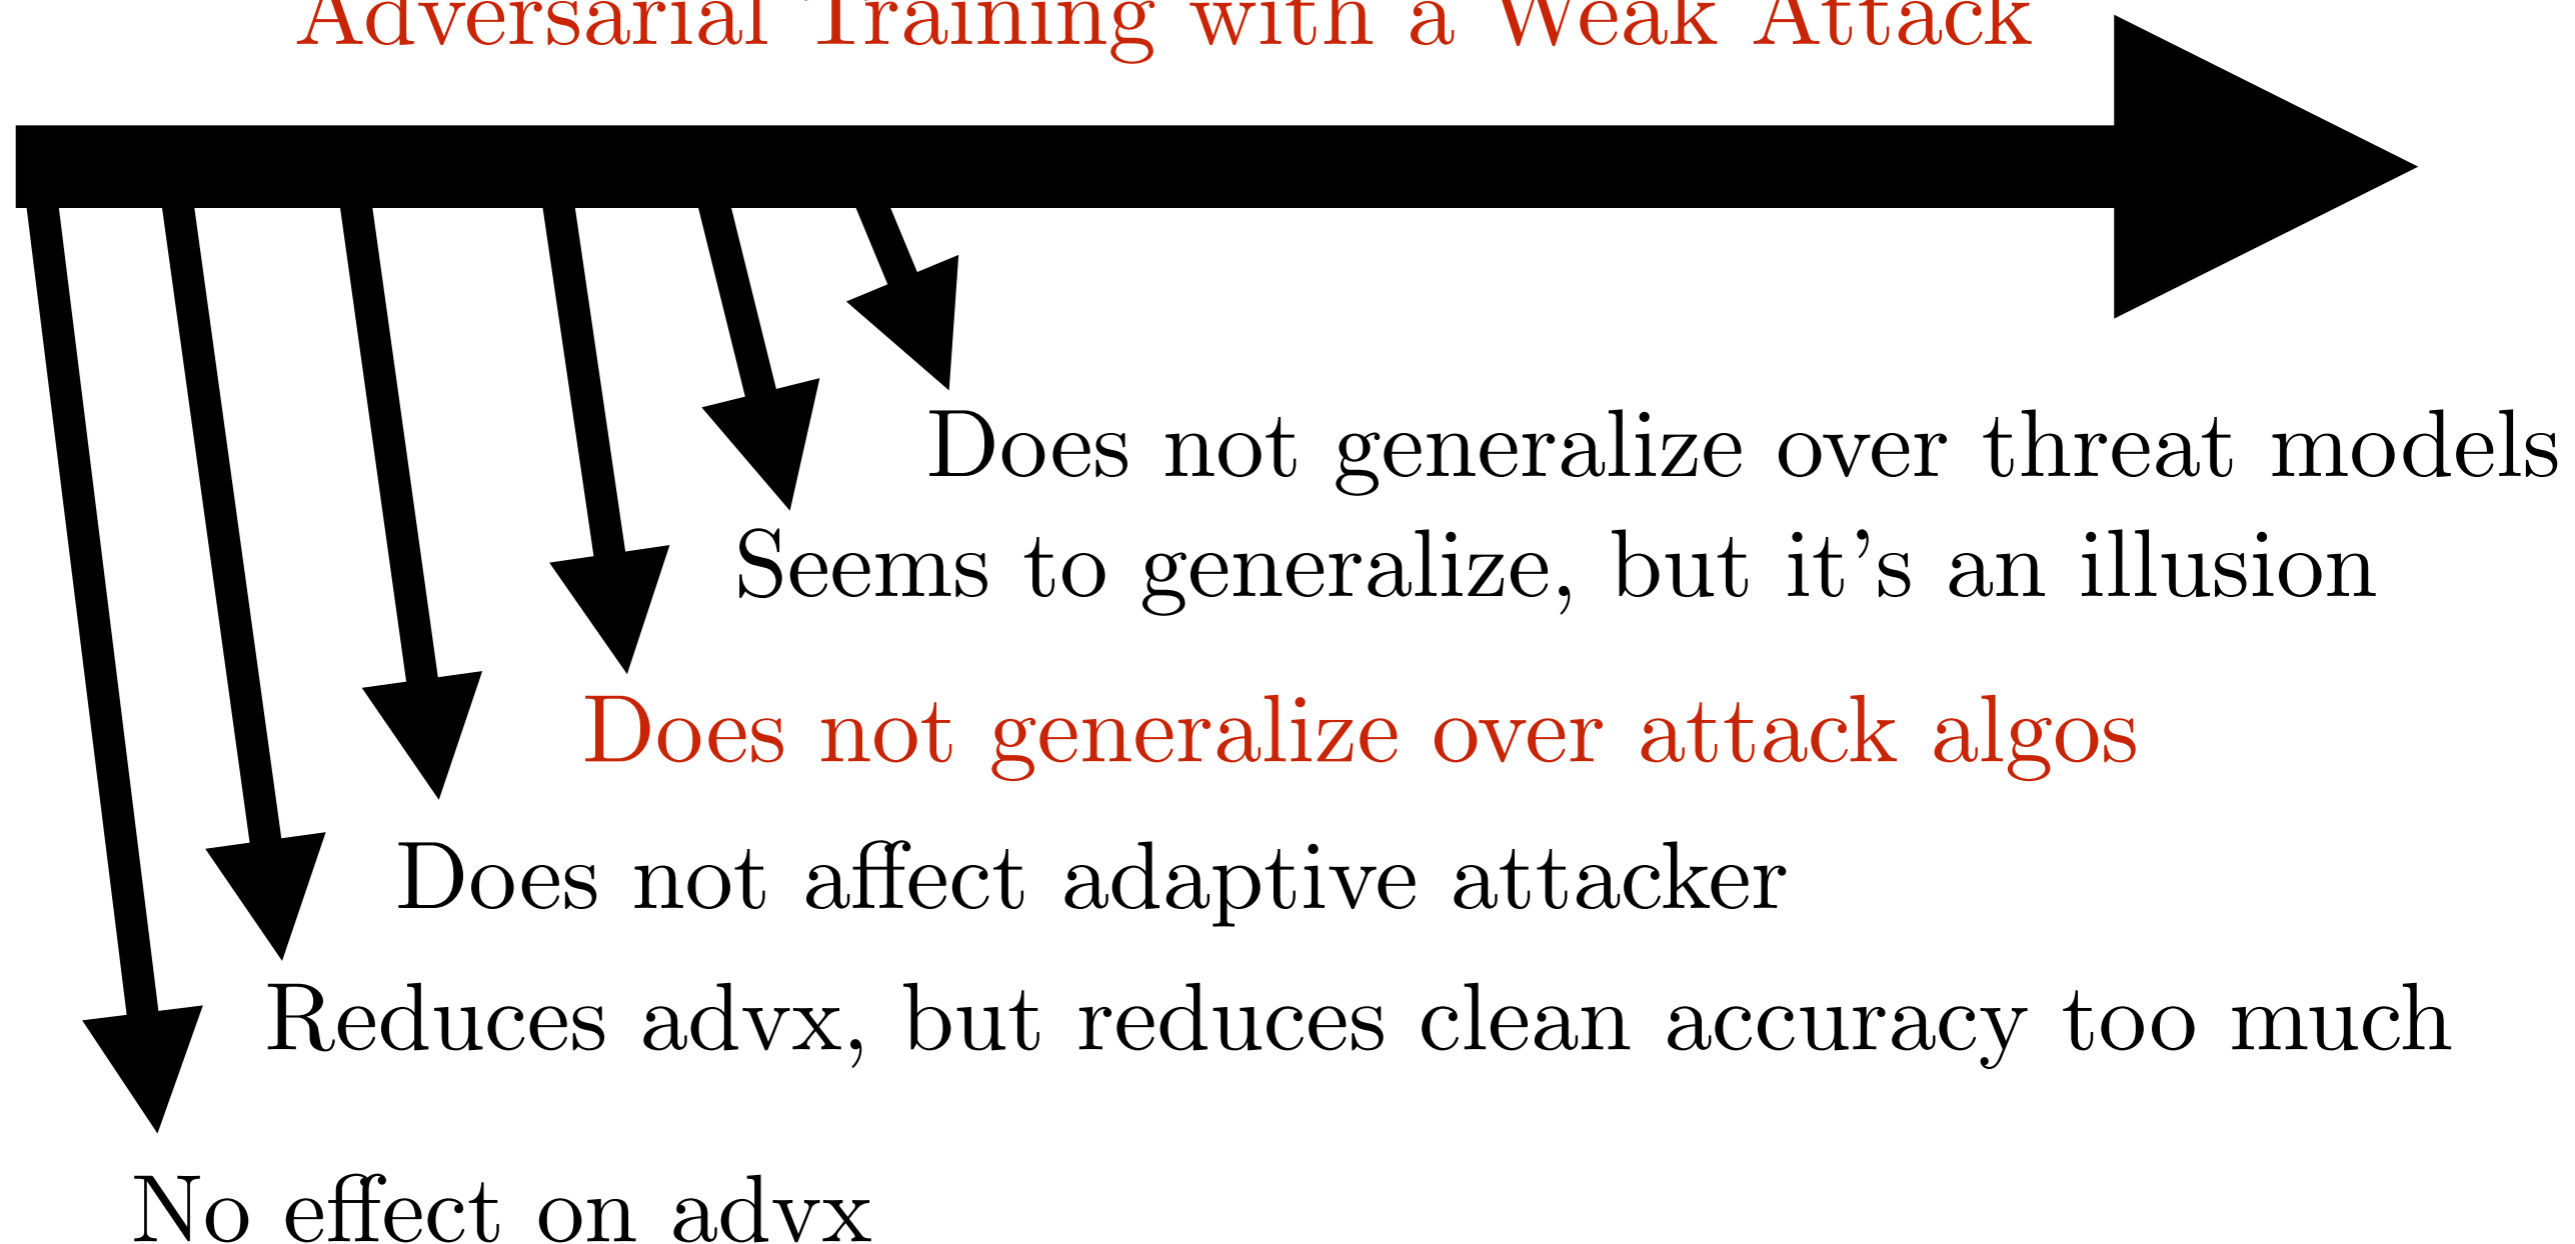 Adversarial Training with a Weak Attack
Does not generalize over threat models
Seems to generalize, but it’s an illusion
Does not generalize over attack algos
Does not affect adaptive attacker
Reduces advx, but reduces clean accuracy too much
No effect on advx